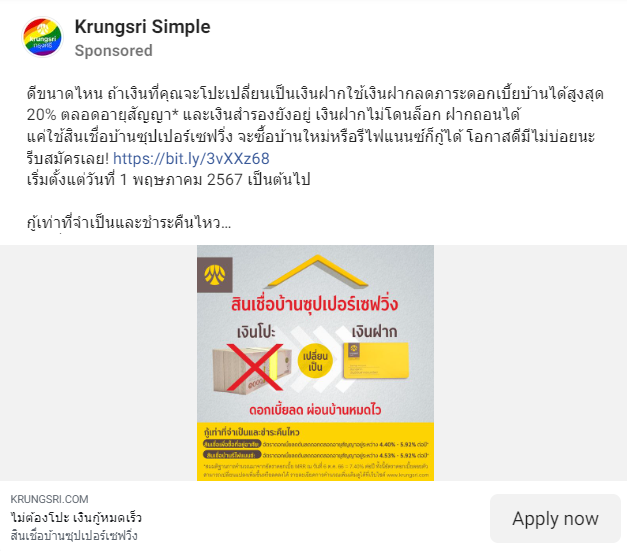 Krungsri
กรุงศรี
Krungsri Simple
Sponsored
ดีขนาดไหน ถ้าเงินที่คุณจะโปะเปลี่ยนเป็นเงินฝากใช้เงินฝากลดภาระดอกเบี้ยบ้านได้สูงสุด
20% ตลอดอายุสัญญา* และเงินสำรองยังอยู่ เงินฝากไม่โดนล็อก ฝากถอนได้
แค่ใช้สินเชื่อบ้านซุปเปอร์เซฟวิ่ง จะซื้อบ้านใหม่หรือรีไฟแนนซ์ก็กู้ได้ โอกาสดีมีไม่บ่อยนะ
รีบสมัครเลย! https://bit.ly/3vXXz68
เริ่มตั้งแต่วันที่ 1 พฤษภาคม 2567 เป็นต้นไป
กู้เท่าที่จำเป็นและชำระคืนไหว...
สินเชื่อบ้านซุปเปอร์เซฟวิ่ง
เงินโปะ
เงินฝาก
เปลี่ยน
เป็น
ดอกเบี้ยลด ผ่อนบ้านหมดไว
กู้เท่าที่จำเป็นและชำระคืนไหว
สินเชื่อเพื่อซื้อที่อยู่อาศัย อัตราดอกเบี้ยแท้จริงตลอดอายุสัญญาอยู่ระหว่าง 4.40% - 5.92% ต่อปี*
สินเชื่อบ้านรีไฟแนนซ์ อัตราดอกเบี้ยแท้จริงตลอดอายุสัญญาอยู่ระหว่าง 4.53% - 5.92% ต่อปี*
KRUNGSRI.COM
ไม่ต้องโปะ เงินกู้หมดเร็ว
สินเชื่อบ้านซุปเปอร์เซฟวิ่ง
Apply now